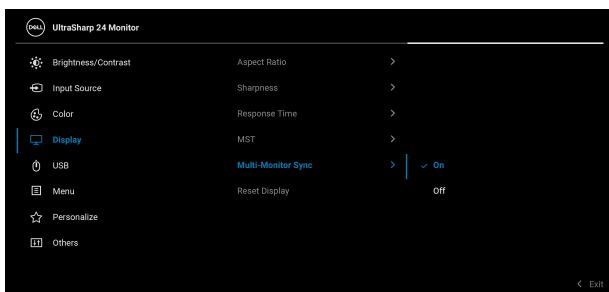 DELL UltraSharp 24 Monitor
Brightness/Contrast Aspect Ratio
Input Source Sharpness
Color Response Time
Display MST
USB Multi-Monitor Sync On
Menu Reset Display Off
Personalize
Others
Exit